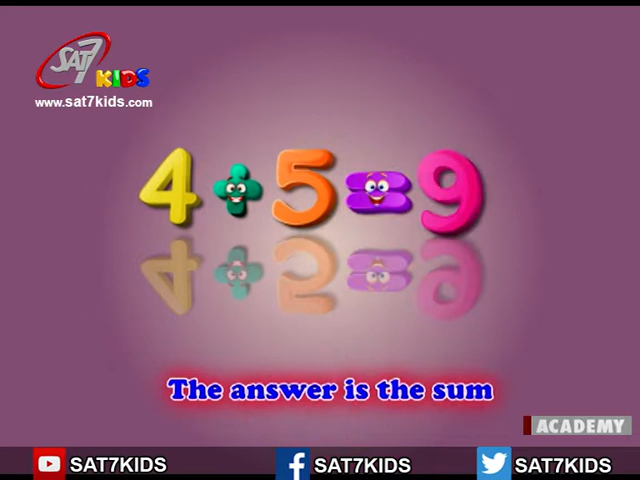 SAT7
KIDS
www.sat7kids.com
4+5=9
The answer is the sum
ACADEMY
SAT7KIDS SAT7KIDS SAT7KIDS